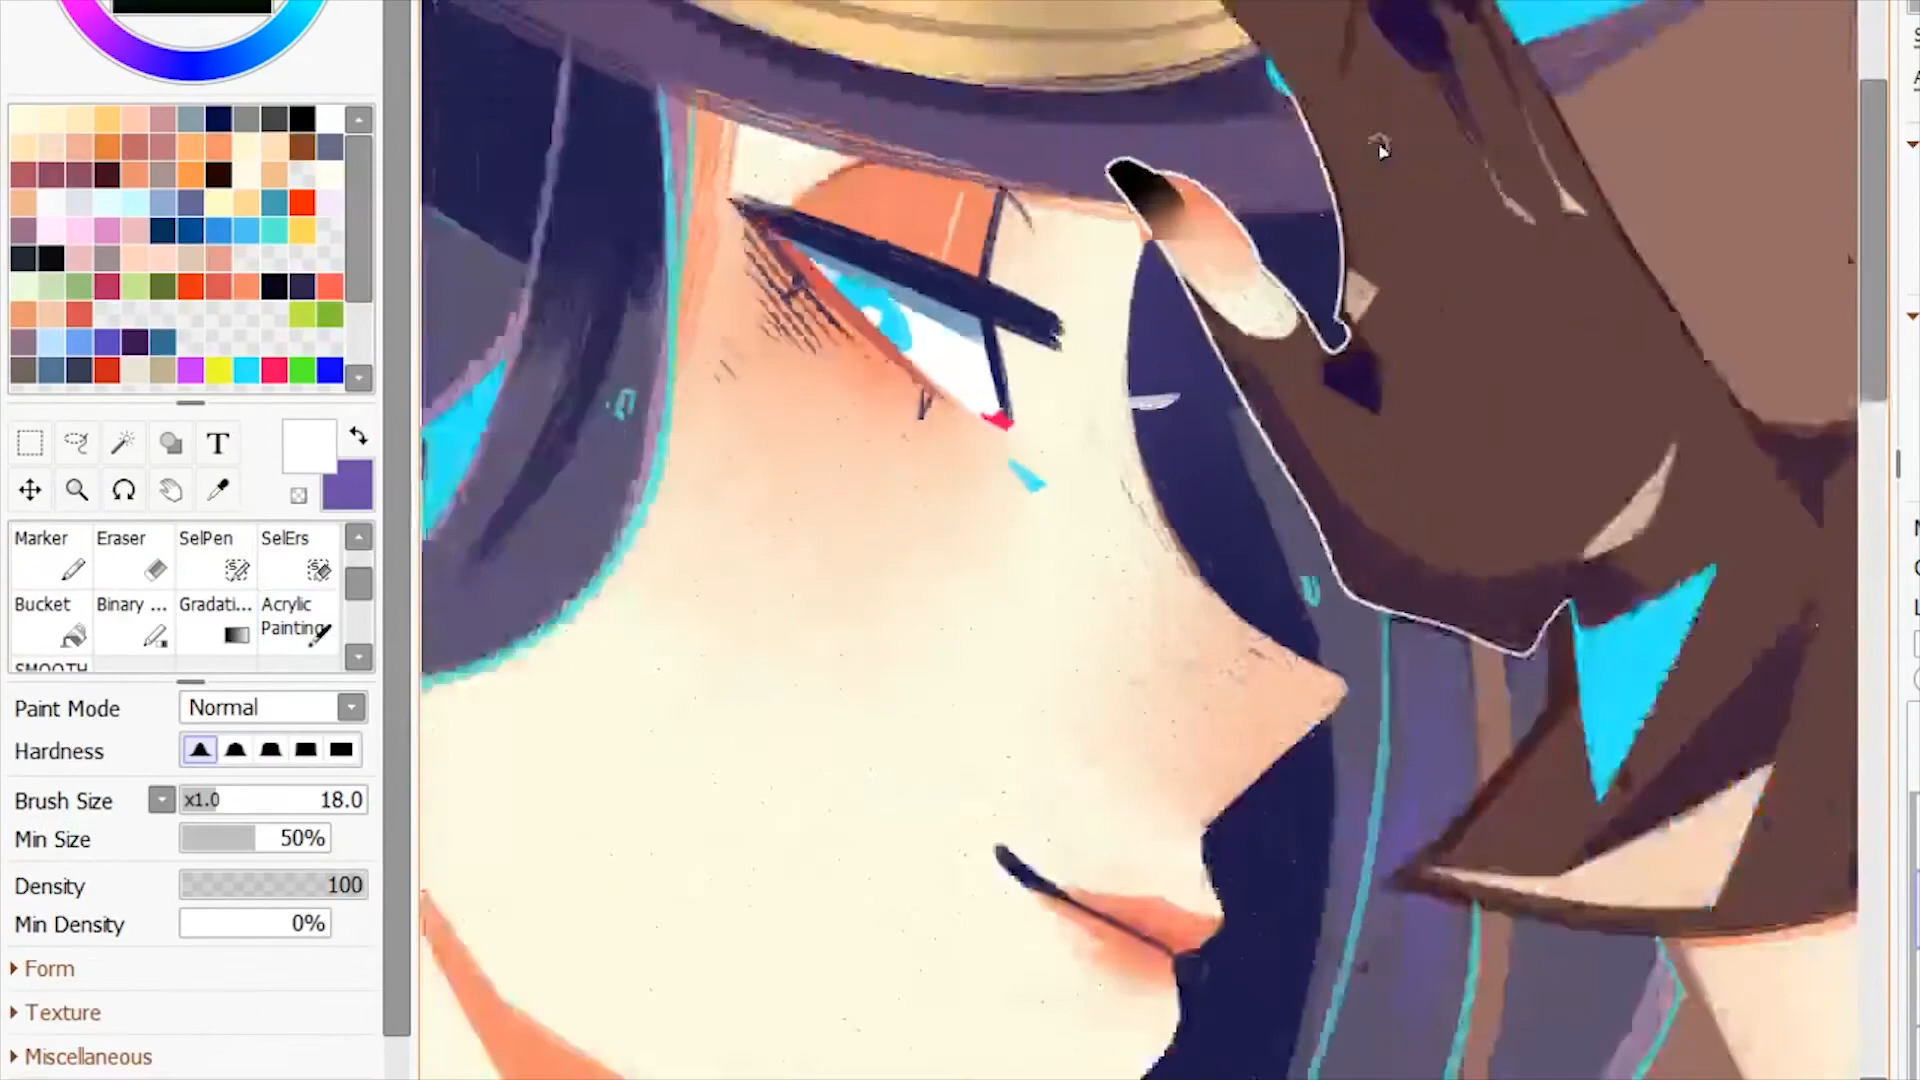 T
Marker Eraser SelPen SelErs
Bucket Binary ... Gradati... Acrylic
Painting
SMOOTH
Paint Mode Normal
Hardness
Brush Size x1.0 18.0
Min Size 50%
Density 100
Min Density 0%
Form
Texture
Miscellaneous